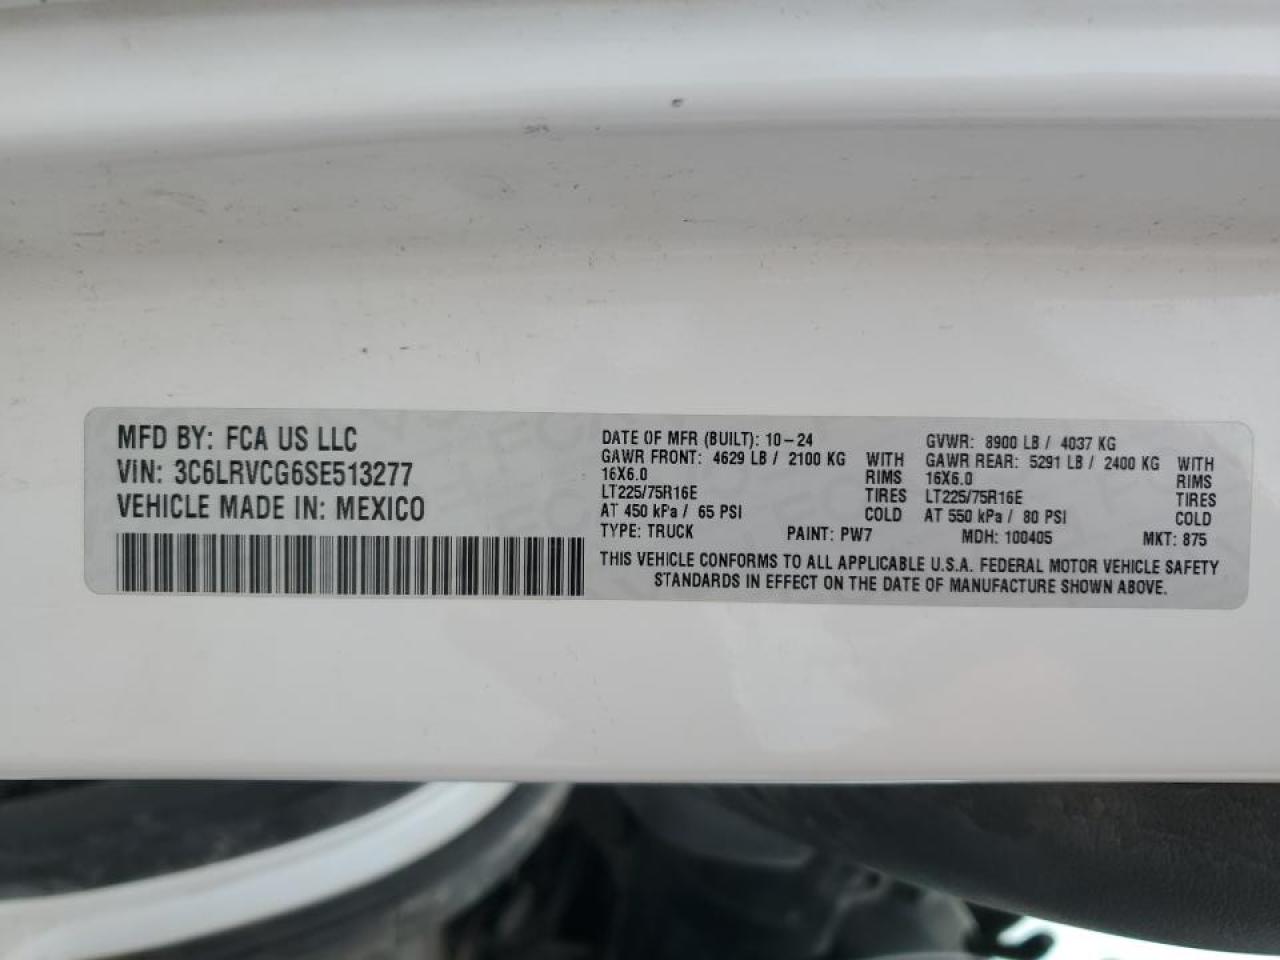 MFD BY: FCA US LLC
VIN: 3C6LRVCG6SE513277
VEHICLE MADE IN: MEXICO
DATE OF MFR (BUILT): 10-24
GAWR FRONT: 4629 LB / 2100 KG WITH
16X6.0 RIMS
LT225/75R16E TIRES
AT 450 kPa / 65 PSI COLD
TYPE: TRUCK PAINT: PW7
GVWR: 8900 LB / 4037 KG
GAWR REAR: 5291 LB / 2400 KG WITH
16X6.0 RIMS
LT225/75R16E TIRES
AT 550 kPa / 80 PSI COLD
MDH: 100405 MKT: 875
THIS VEHICLE CONFORMS TO ALL APPLICABLE U.S.A. FEDERAL MOTOR VEHICLE SAFETY
STANDARDS IN EFFECT ON THE DATE OF MANUFACTURE SHOWN ABOVE.